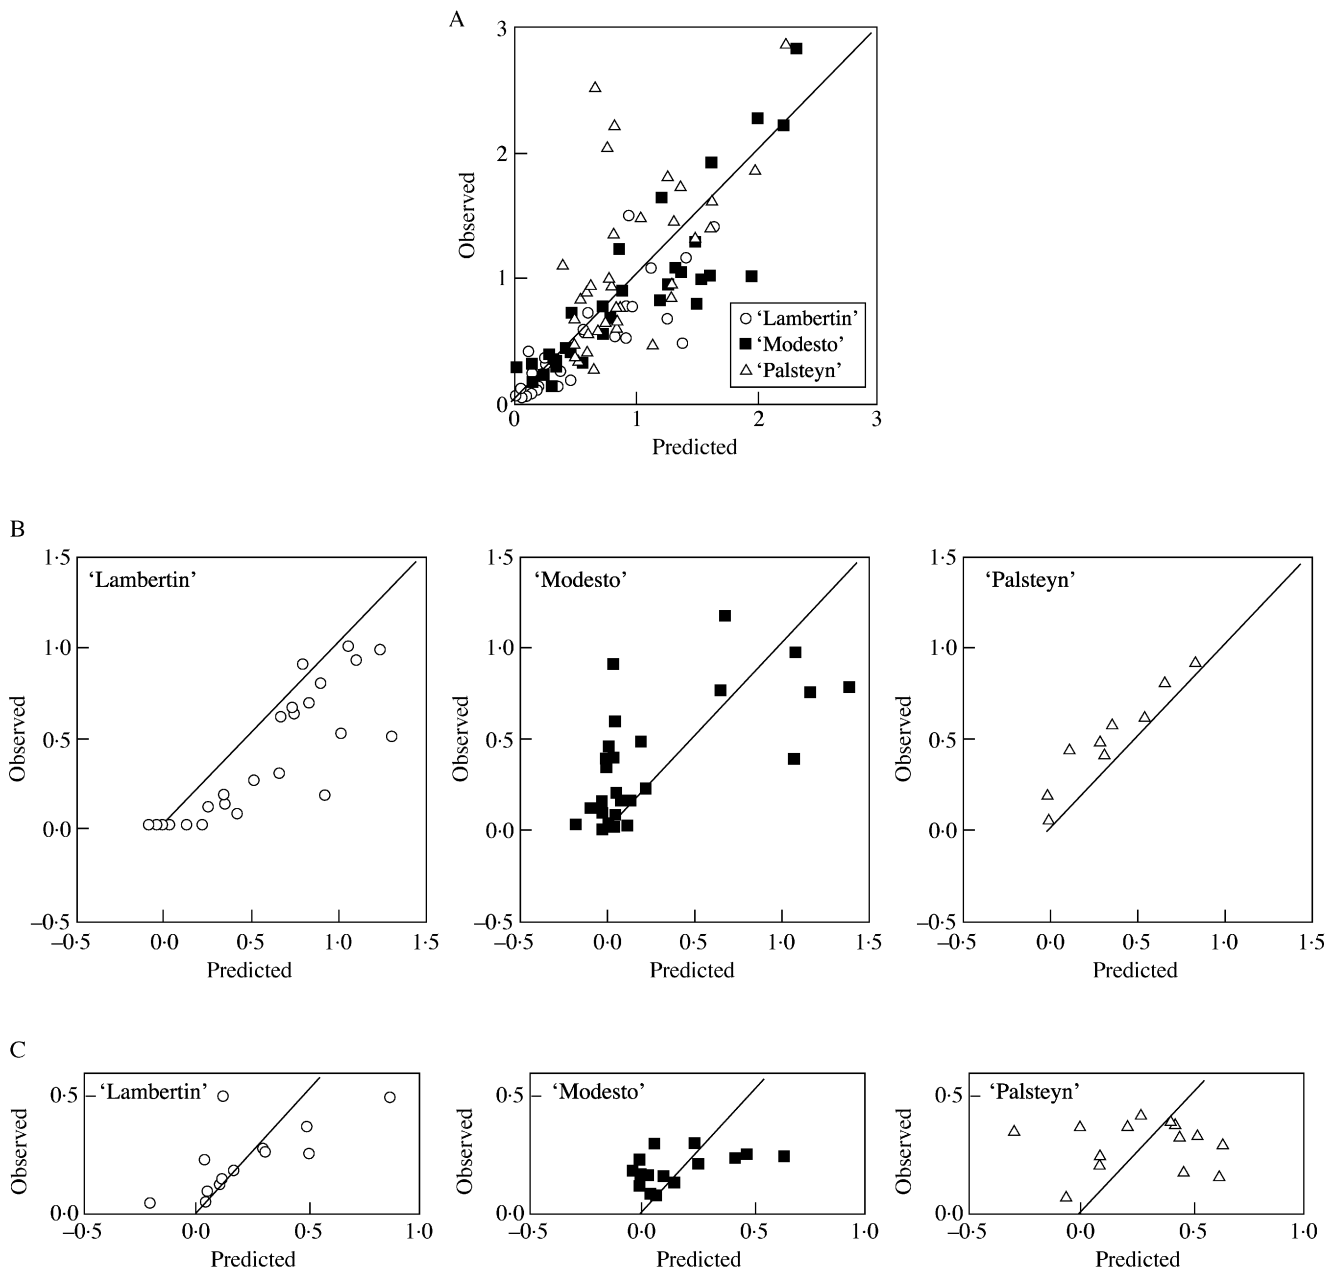 A
3
2
1
0
Observed
0 1 2 3
Predicted
‘Lambertin’
‘Modesto’
‘Palsteyn’
B
‘Lambertin’
1·5
1·0
0·5
0·0
–0·5
Observed
–0·5 0·0 0·5 1·0 1·5
Predicted
‘Modesto’
1·5
1·0
0·5
0·0
–0·5
Observed
–0·5 0·0 0·5 1·0 1·5
Predicted
‘Palsteyn’
1·5
1·0
0·5
0·0
–0·5
Observed
–0·5 0·0 0·5 1·0 1·5
Predicted
C
‘Lambertin’
0·5
0·0
Observed
–0·5 0·0 0·5 1·0
Predicted
‘Modesto’
0·5
0·0
Observed
–0·5 0·0 0·5 1·0
Predicted
‘Palsteyn’
0·5
0·0
Observed
–0·5 0·0 0·5 1·0
Predicted